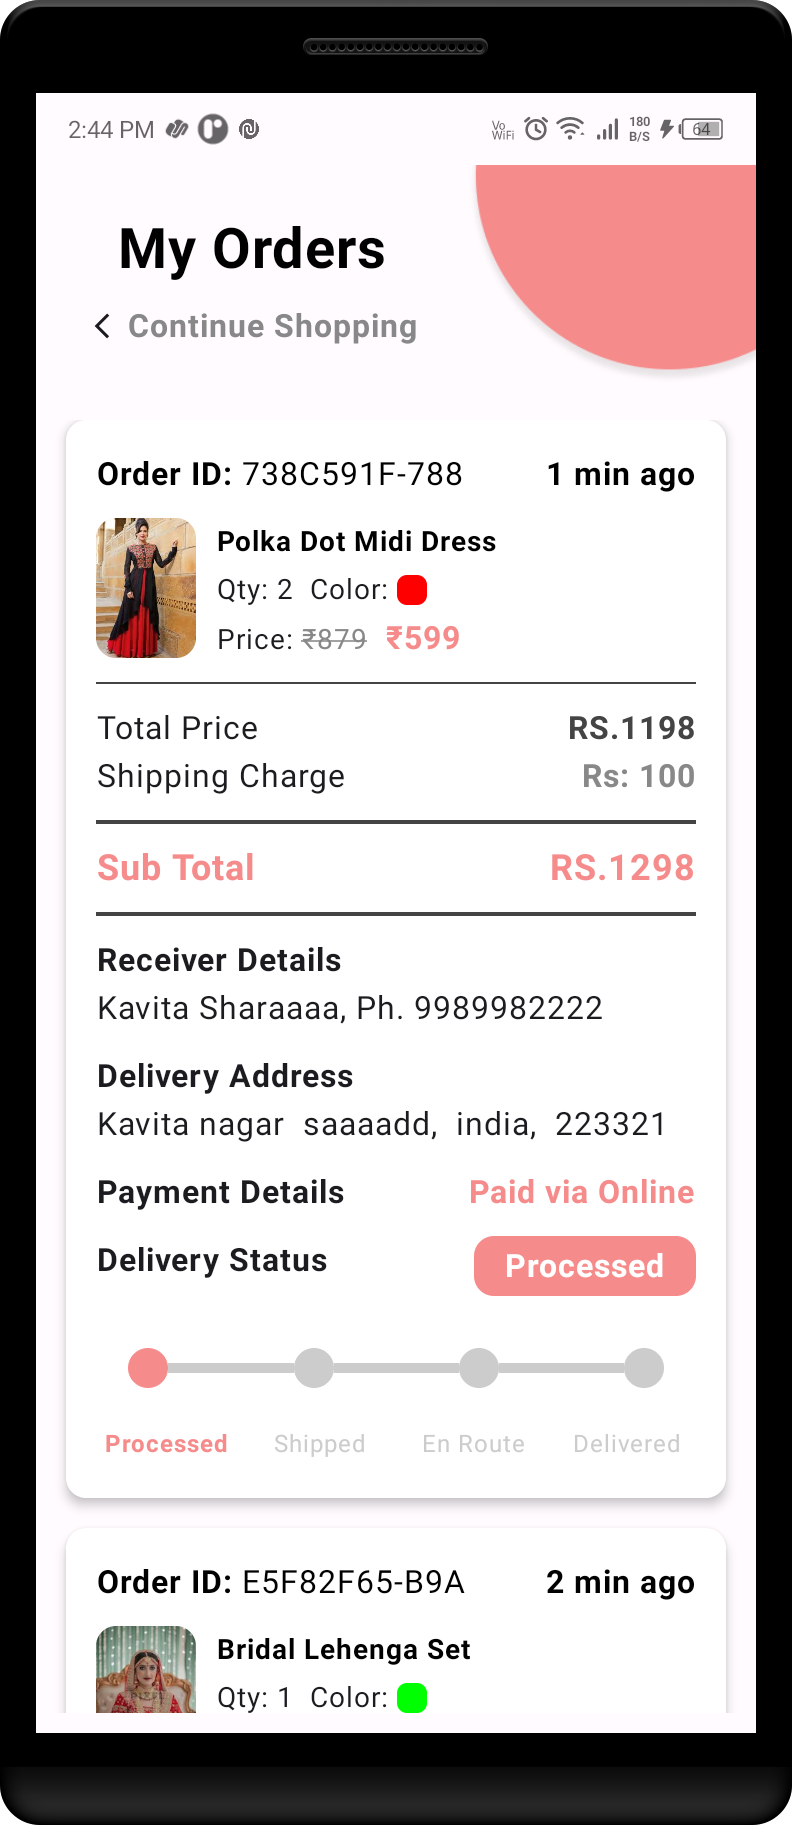 2:44 PM Vo WiFi 180 B/S 64
My Orders
Continue Shopping
Order ID: 738C591F-788 1 min ago
Polka Dot Midi Dress
Qty: 2 Color:
Price: ₹879 ₹599
Total Price RS.1198
Shipping Charge Rs: 100
Sub Total RS.1298
Receiver Details
Kavita Sharaaaa, Ph. 9989982222
Delivery Address
Kavita nagar saaaadd, india, 223321
Payment Details Paid via Online
Delivery Status Processed
Processed Shipped En Route Delivered
Order ID: E5F82F65-B9A 2 min ago
Bridal Lehenga Set
Qty: 1 Color: